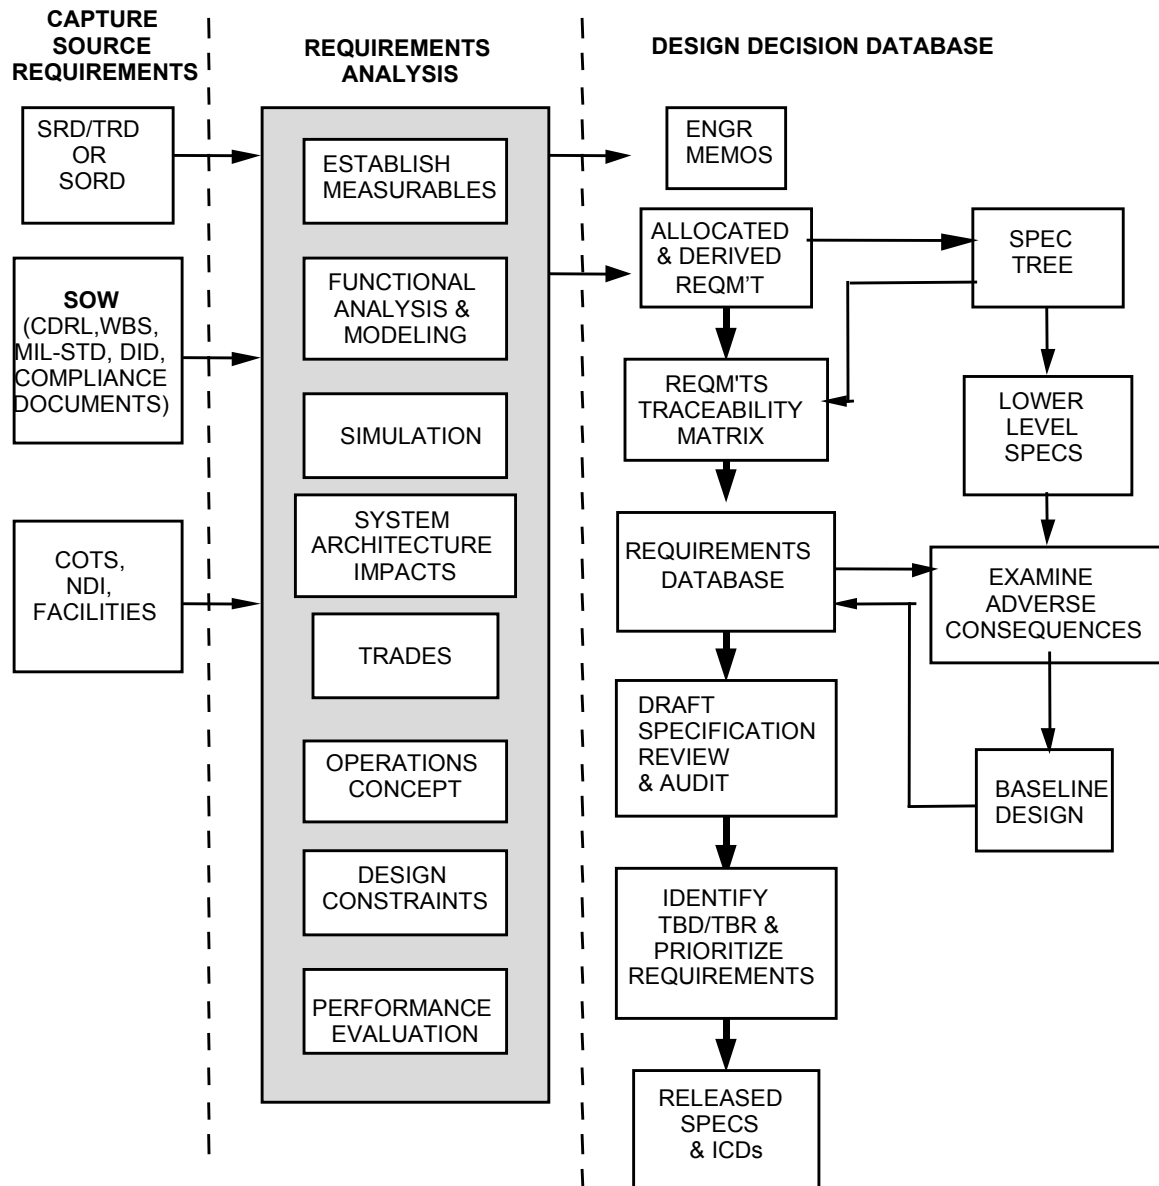 CAPTURE
SOURCE
REQUIREMENTS
SRD/TRD
OR
SORD
SOW
(CDRL,WBS,
MIL-STD, DID,
COMPLIANCE
DOCUMENTS)
COTS,
NDI,
FACILITIES
REQUIREMENTS
ANALYSIS
ESTABLISH
MEASURABLES
FUNCTIONAL
ANALYSIS &
MODELING
SIMULATION
SYSTEM
ARCHITECTURE
IMPACTS
TRADES
OPERATIONS
CONCEPT
DESIGN
CONSTRAINTS
PERFORMANCE
EVALUATION
DESIGN DECISION DATABASE
ENGR
MEMOS
ALLOCATED
& DERIVED
REQM’T
REQM'TS
TRACEABILITY
MATRIX
REQUIREMENTS
DATABASE
DRAFT
SPECIFICATION
REVIEW
& AUDIT
IDENTIFY
TBD/TBR &
PRIORITIZE
REQUIREMENTS
RELEASED
SPECS
& ICDs
SPEC
TREE
LOWER
LEVEL
SPECS
EXAMINE
ADVERSE
CONSEQUENCES
BASELINE
DESIGN